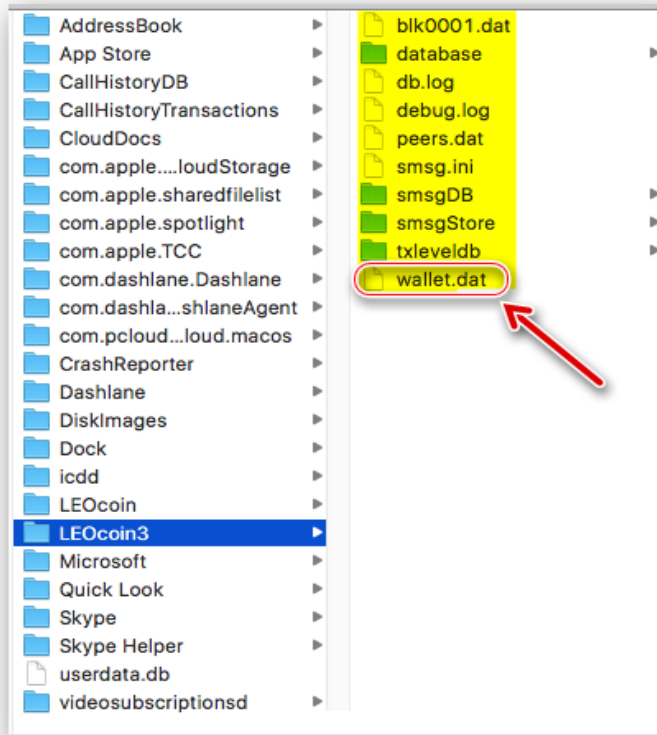 AddressBook
App Store
CallHistoryDB
CallHistoryTransactions
CloudDocs
com.apple....loudStorage
com.apple.sharedfilelist
com.apple.spotlight
com.apple.TCC
com.dashlane.Dashlane
com.dashla...shlaneAgent
com.pcloud...loud.macos
CrashReporter
Dashlane
DiskImages
Dock
icdd
LEOcoin
LEOcoin3
Microsoft
Quick Look
Skype
Skype Helper
userdata.db
videosubscriptionsd
blk0001.dat
database
db.log
debug.log
peers.dat
smsg.ini
smsgDB
smsgStore
txleveldb
wallet.dat